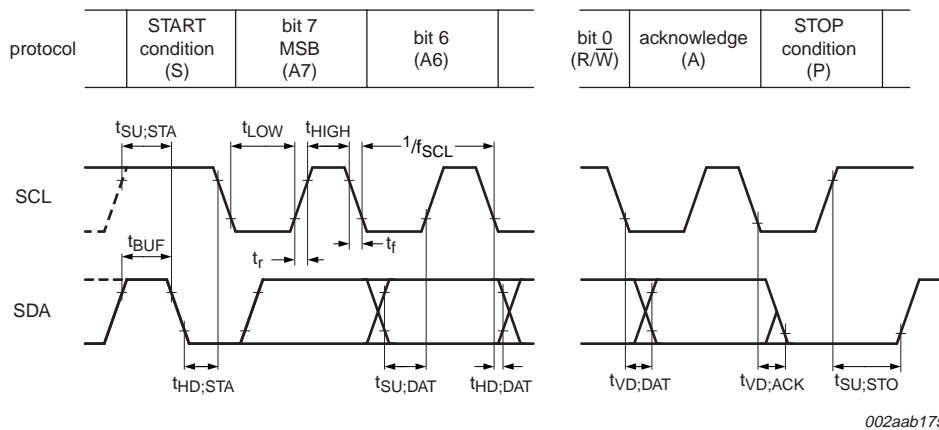 protocol
START
condition
(S)
bit 7
MSB
(A7)
bit 6
(A6)
bit 0
(R/W̅)
acknowledge
(A)
STOP
condition
(P)
tSU;STA
tLOW
tHIGH
1/fSCL
SCL
tBUF
tr
tf
SDA
tHD;STA
tSU;DAT
tHD;DAT
tVD;DAT
tVD;ACK
tSU;STO